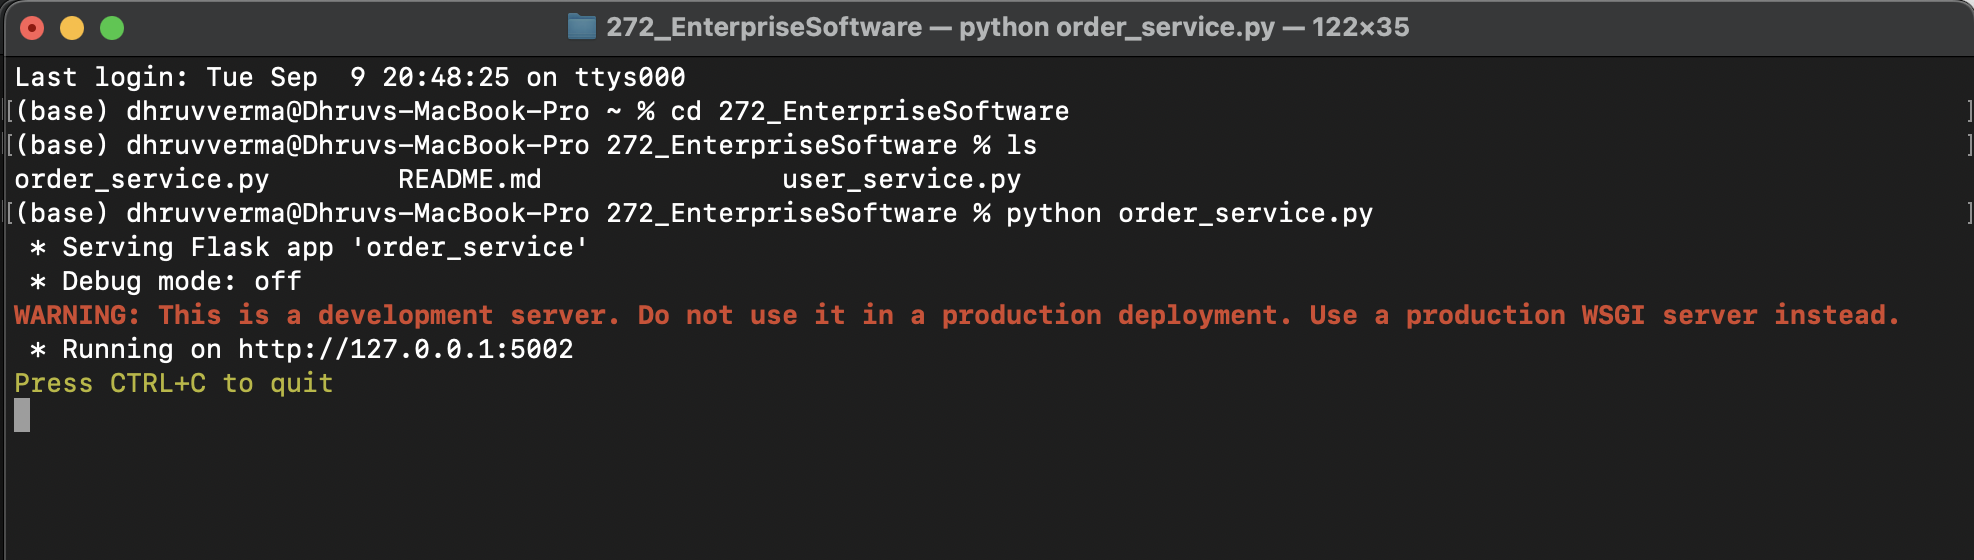 272_EnterpriseSoftware — python order_service.py — 122×35
Last login: Tue Sep  9 20:48:25 on ttys000
[(base) dhruvverma@Dhruvs-MacBook-Pro ~ % cd 272_EnterpriseSoftware ]
[(base) dhruvverma@Dhruvs-MacBook-Pro 272_EnterpriseSoftware % ls ]
order_service.py        README.md               user_service.py
[(base) dhruvverma@Dhruvs-MacBook-Pro 272_EnterpriseSoftware % python order_service.py ]
 * Serving Flask app 'order_service'
 * Debug mode: off
WARNING: This is a development server. Do not use it in a production deployment. Use a production WSGI server instead.
 * Running on http://127.0.0.1:5002
Press CTRL+C to quit